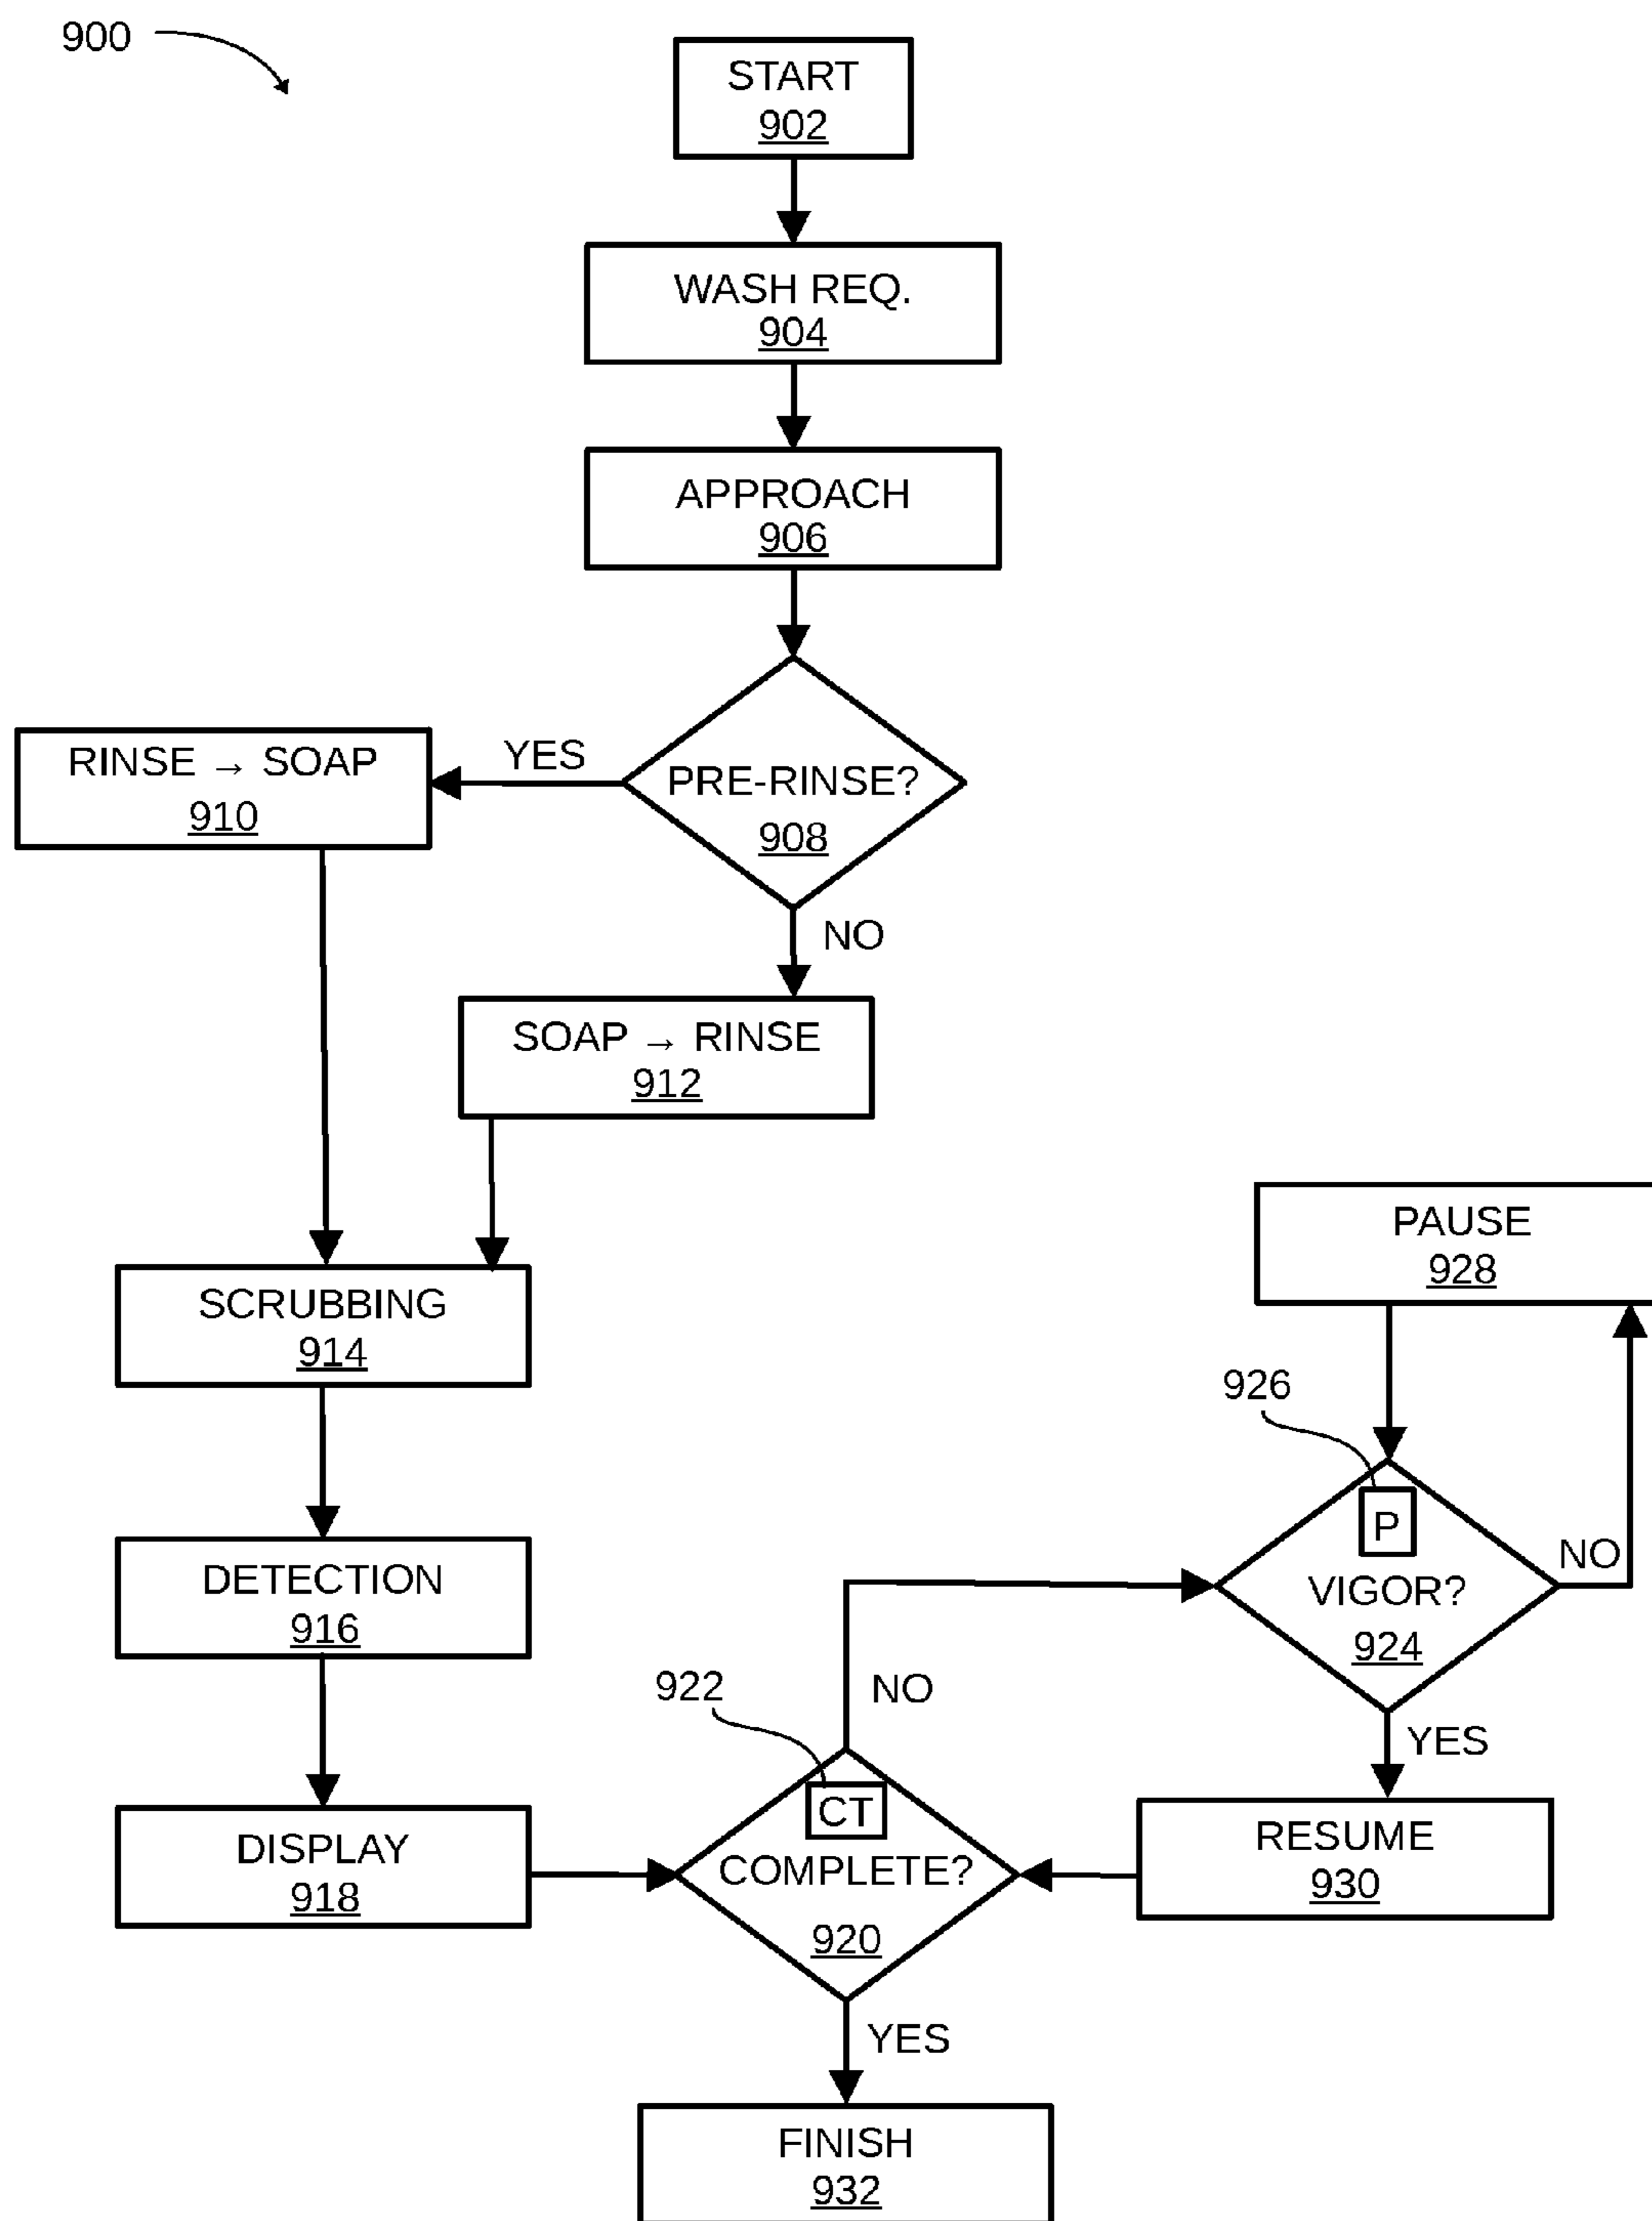 900
START
902
WASH REQ.
904
APPROACH
906
RINSE → SOAP
910
YES
PRE-RINSE?
908
NO
SOAP → RINSE
912
SCRUBBING
914
PAUSE
928
926
P
VIGOR?
924
NO
YES
DETECTION
916
922
NO
CT
COMPLETE?
920
DISPLAY
918
RESUME
930
YES
FINISH
932